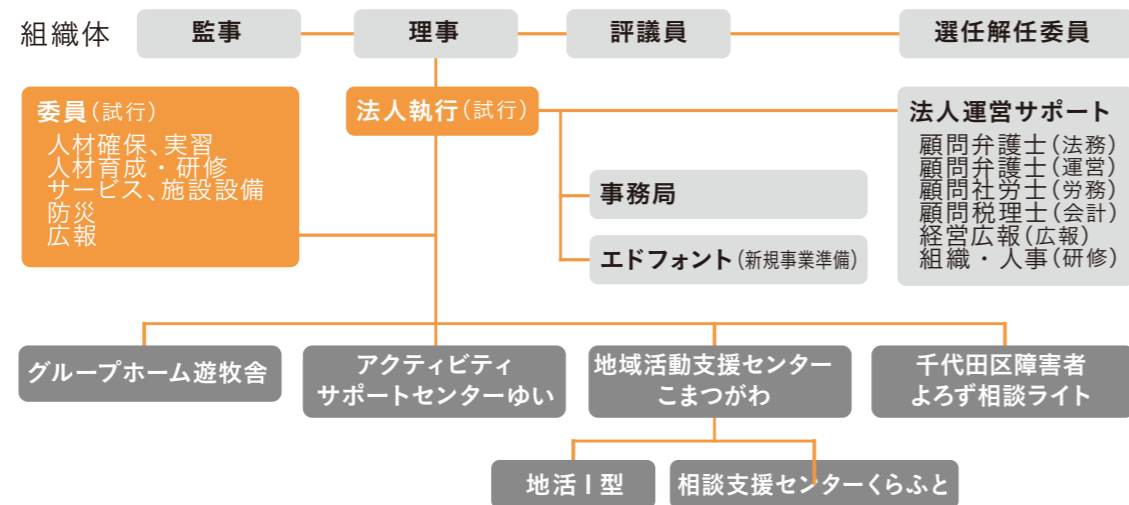 組織体
監事
理事
評議員
選任解任委員
委員(試行)
人材確保、実習
人材育成・研修
サービス、施設設備
防災
広報
法人執行(試行)
法人運営サポート
顧問弁護士(法務)
顧問弁護士(運営)
顧問社労士(労務)
顧問税理士(会計)
経営広報(広報)
組織・人事(研修)
事務局
エドフォント(新規事業準備)
グループホーム遊牧舎
アクティビティ
サポートセンターゆい
地域活動支援センター
こまつがわ
千代田区障害者
よろず相談ライト
地活Ⅰ型
相談支援センターくらふと